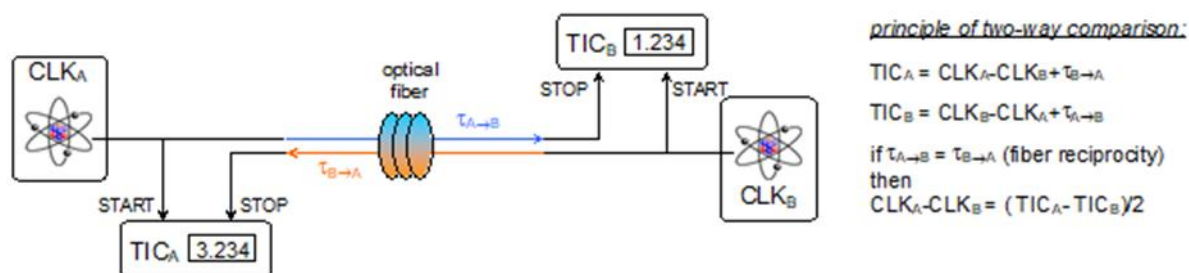 CLKA
START
STOP
TICA 3.234
optical
fiber
τA→B
τB→A
TICB 1.234
STOP
START
CLKB
principle of two-way comparison:
TICA = CLKA-CLKB+τB→A
TICB = CLKB-CLKA+τA→B
if τA→B = τB→A (fiber reciprocity)
then
CLKA-CLKB = (TICA-TICB)/2